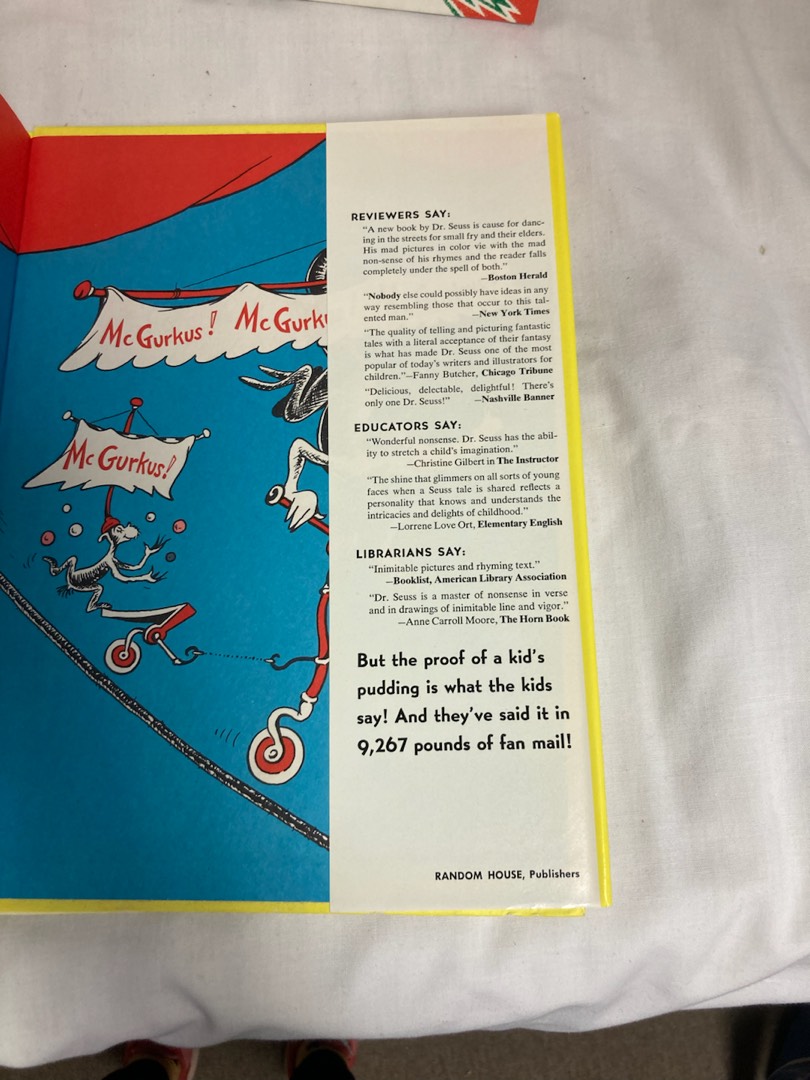 McGurkus! McGurk
McGurkus!
REVIEWERS SAY:
"A new book by Dr. Seuss is cause for danc-
ing in the streets for small fry and their elders.
His mad pictures in color vie with the mad
non-sense of his rhymes and the reader falls
completely under the spell of both."
—Boston Herald
"Nobody else could possibly have ideas in any
way resembling those that occur to this tal-
ented man." —New York Times
"The quality of telling and picturing fantastic
tales with a literal acceptance of their fantasy
is what has made Dr. Seuss one of the most
popular of today's writers and illustrators for
children."—Fanny Butcher, Chicago Tribune
"Delicious, delectable, delightful! There's
only one Dr. Seuss!" —Nashville Banner
EDUCATORS SAY:
"Wonderful nonsense. Dr. Seuss has the abil-
ity to stretch a child's imagination."
—Christine Gilbert in The Instructor
"The shine that glimmers on all sorts of young
faces when a Seuss tale is shared reflects a
personality that knows and understands the
intricacies and delights of childhood."
—Lorrene Love Ort, Elementary English
LIBRARIANS SAY:
"Inimitable pictures and rhyming text."
—Booklist, American Library Association
"Dr. Seuss is a master of nonsense in verse
and in drawings of inimitable line and vigor."
—Anne Carroll Moore, The Horn Book
But the proof of a kid's
pudding is what the kids
say! And they've said it in
9,267 pounds of fan mail!
RANDOM HOUSE, Publishers